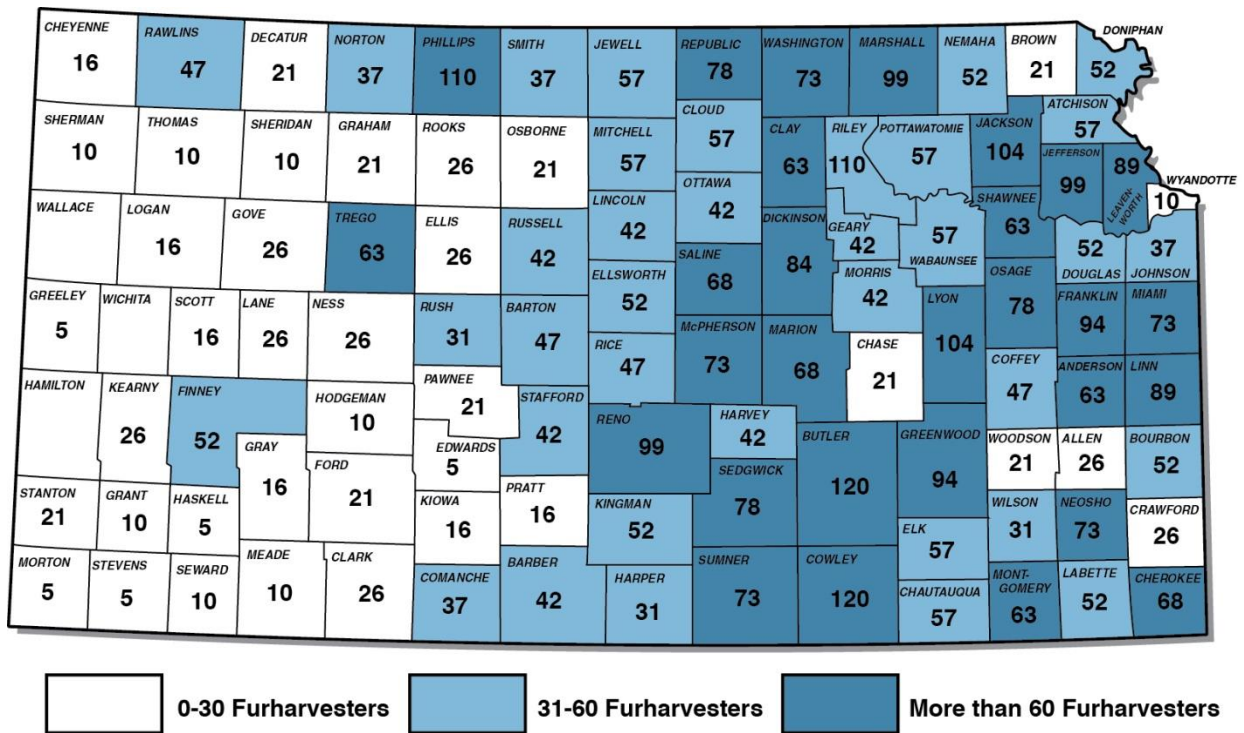 CHEYENNE
16
RAWLINS
47
DECATUR
21
NORTON
37
PHILLIPS
110
SMITH
37
JEWELL
57
REPUBLIC
78
WASHINGTON
73
MARSHALL
99
NEMAHA
52
BROWN
21
DONIPHAN
52
SHERMAN
10
THOMAS
10
SHERIDAN
10
GRAHAM
21
ROOKS
26
OSBORNE
21
MITCHELL
57
CLOUD
57
CLAY
63
RILEY
110
POTTAWATOMIE
57
JACKSON
104
ATCHISON
57
JEFFERSON
99
89
LEAVEN-
WORTH
WYANDOTTE
10
WALLACE
LOGAN
16
GOVE
26
TREGO
63
ELLIS
26
RUSSELL
42
LINCOLN
42
OTTAWA
42
DICKINSON
84
GEARY
42
57
WABAUNSEE
SHAWNEE
63
52
DOUGLAS
37
JOHNSON
ELLSWORTH
52
SALINE
68
MORRIS
42
OSAGE
78
FRANKLIN
94
MIAMI
73
GREELEY
5
WICHITA
SCOTT
16
LANE
26
NESS
26
RUSH
31
BARTON
47
RICE
47
McPHERSON
73
MARION
68
CHASE
21
LYON
104
COFFEY
47
ANDERSON
63
LINN
89
HAMILTON
KEARNY
26
FINNEY
52
HODGEMAN
10
PAWNEE
21
STAFFORD
42
RENO
99
HARVEY
42
BUTLER
120
GREENWOOD
94
WOODSON
21
ALLEN
26
BOURBON
52
GRAY
16
FORD
21
EDWARDS
5
SEDGWICK
78
STANTON
21
GRANT
10
HASKELL
5
KIOWA
16
PRATT
16
KINGMAN
52
ELK
57
WILSON
31
NEOSHO
73
CRAWFORD
26
MORTON
5
STEVENS
5
SEWARD
10
MEADE
10
CLARK
26
COMANCHE
37
BARBER
42
HARPER
31
SUMNER
73
COWLEY
120
CHAUTAUQUA
57
MONT-
GOMERY
63
LABETTE
52
CHEROKEE
68
0-30 Furharvesters
31-60 Furharvesters
More than 60 Furharvesters